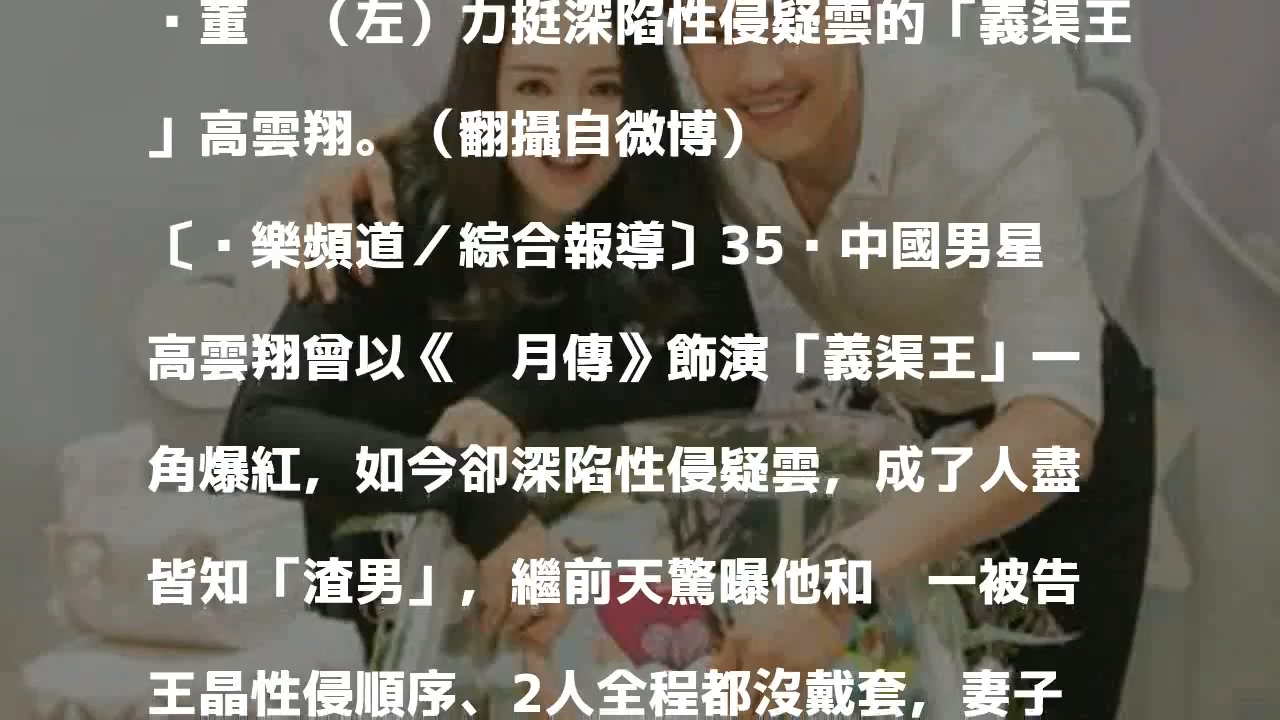 ·董　（左）力挺深陷性侵疑雲的「義渠王
」高雲翔。（翻攝自微博）
〔·樂頻道／綜合報導〕35·中國男星
高雲翔曾以《　月傳》飾演「義渠王」一
角爆紅，如今卻深陷性侵疑雲，成了人盡
皆知「渣男」，繼前天驚曝他和　一被告
王晶性侵順序、2人全程都沒戴套，妻子